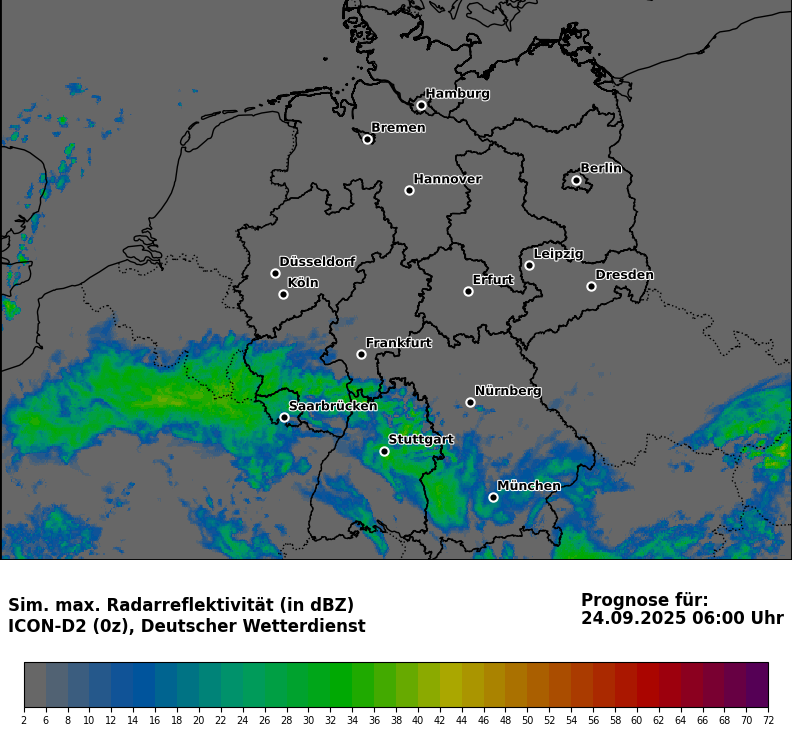 Hamburg
Bremen
Berlin
Hannover
Leipzig
Düsseldorf
Dresden
Köln
Erfurt
Frankfurt
Nürnberg
Saarbrücken
Stuttgart
München
Sim. max. Radarreflektivität (in dBZ)
ICON-D2 (0z), Deutscher Wetterdienst
Prognose für:
24.09.2025 06:00 Uhr
2 6 8 10 12 14 16 18 20 22 24 26 28 30 32 34 36 38 40 42 44 46 48 50 52 54 56 58 60 62 64 66 68 70 72